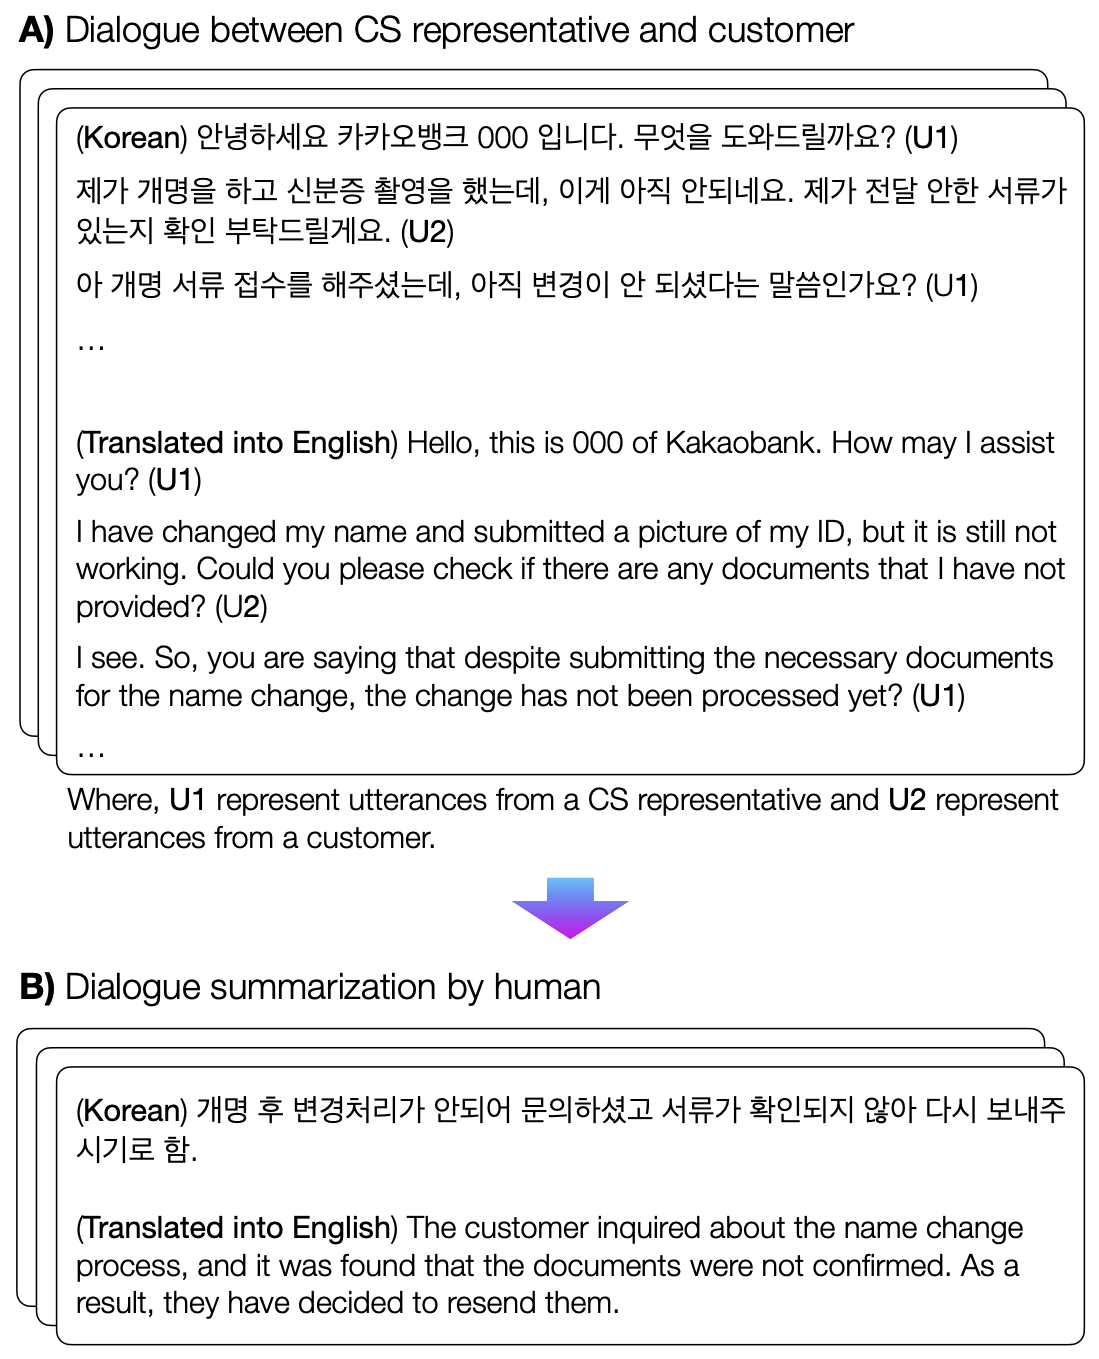 A) Dialogue between CS representative and customer
(Korean) 안녕하세요 카카오뱅크 000 입니다. 무엇을 도와드릴까요? (U1)
제가 개명을 하고 신분증 촬영을 했는데, 이게 아직 안되네요. 제가 전달 안한 서류가
있는지 확인 부탁드릴게요. (U2)
아 개명 서류 접수를 해주셨는데, 아직 변경이 안 되셨다는 말씀인가요? (U1)
...
(Translated into English) Hello, this is 000 of Kakaobank. How may I assist
you? (U1)
I have changed my name and submitted a picture of my ID, but it is still not
working. Could you please check if there are any documents that I have not
provided? (U2)
I see. So, you are saying that despite submitting the necessary documents
for the name change, the change has not been processed yet? (U1)
...
Where, U1 represent utterances from a CS representative and U2 represent
utterances from a customer.
B) Dialogue summarization by human
(Korean) 개명 후 변경처리가 안되어 문의하셨고 서류가 확인되지 않아 다시 보내주
시기로 함.
(Translated into English) The customer inquired about the name change
process, and it was found that the documents were not confirmed. As a
result, they have decided to resend them.